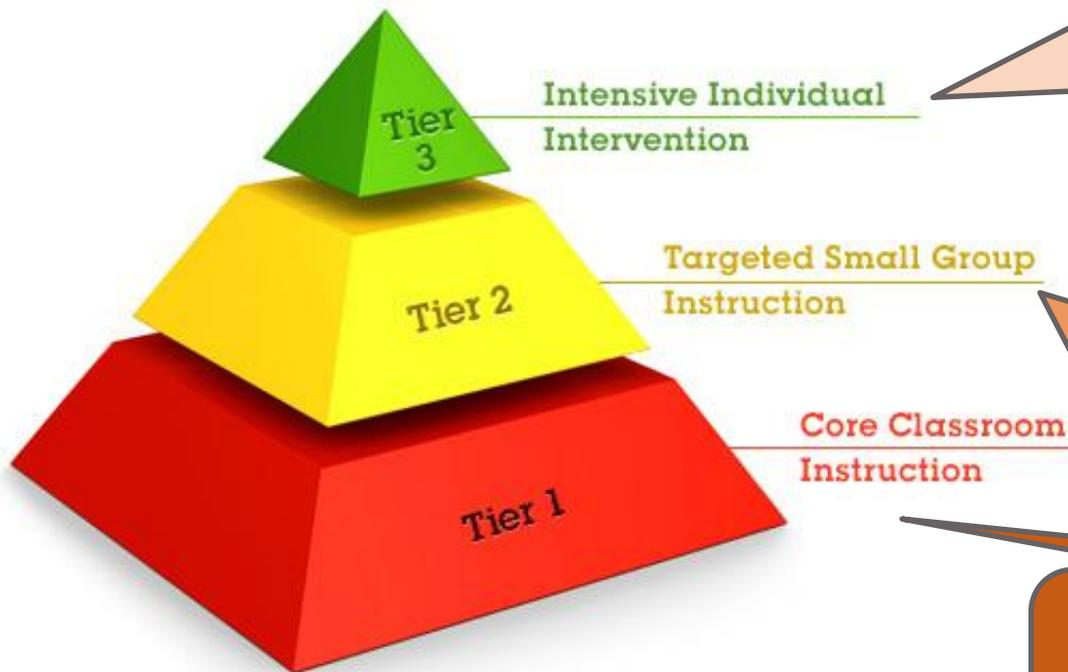 Tier
3
Intensive Individual
Intervention
Tier 2
Targeted Small Group
Instruction
Tier 1
Core Classroom
Instruction